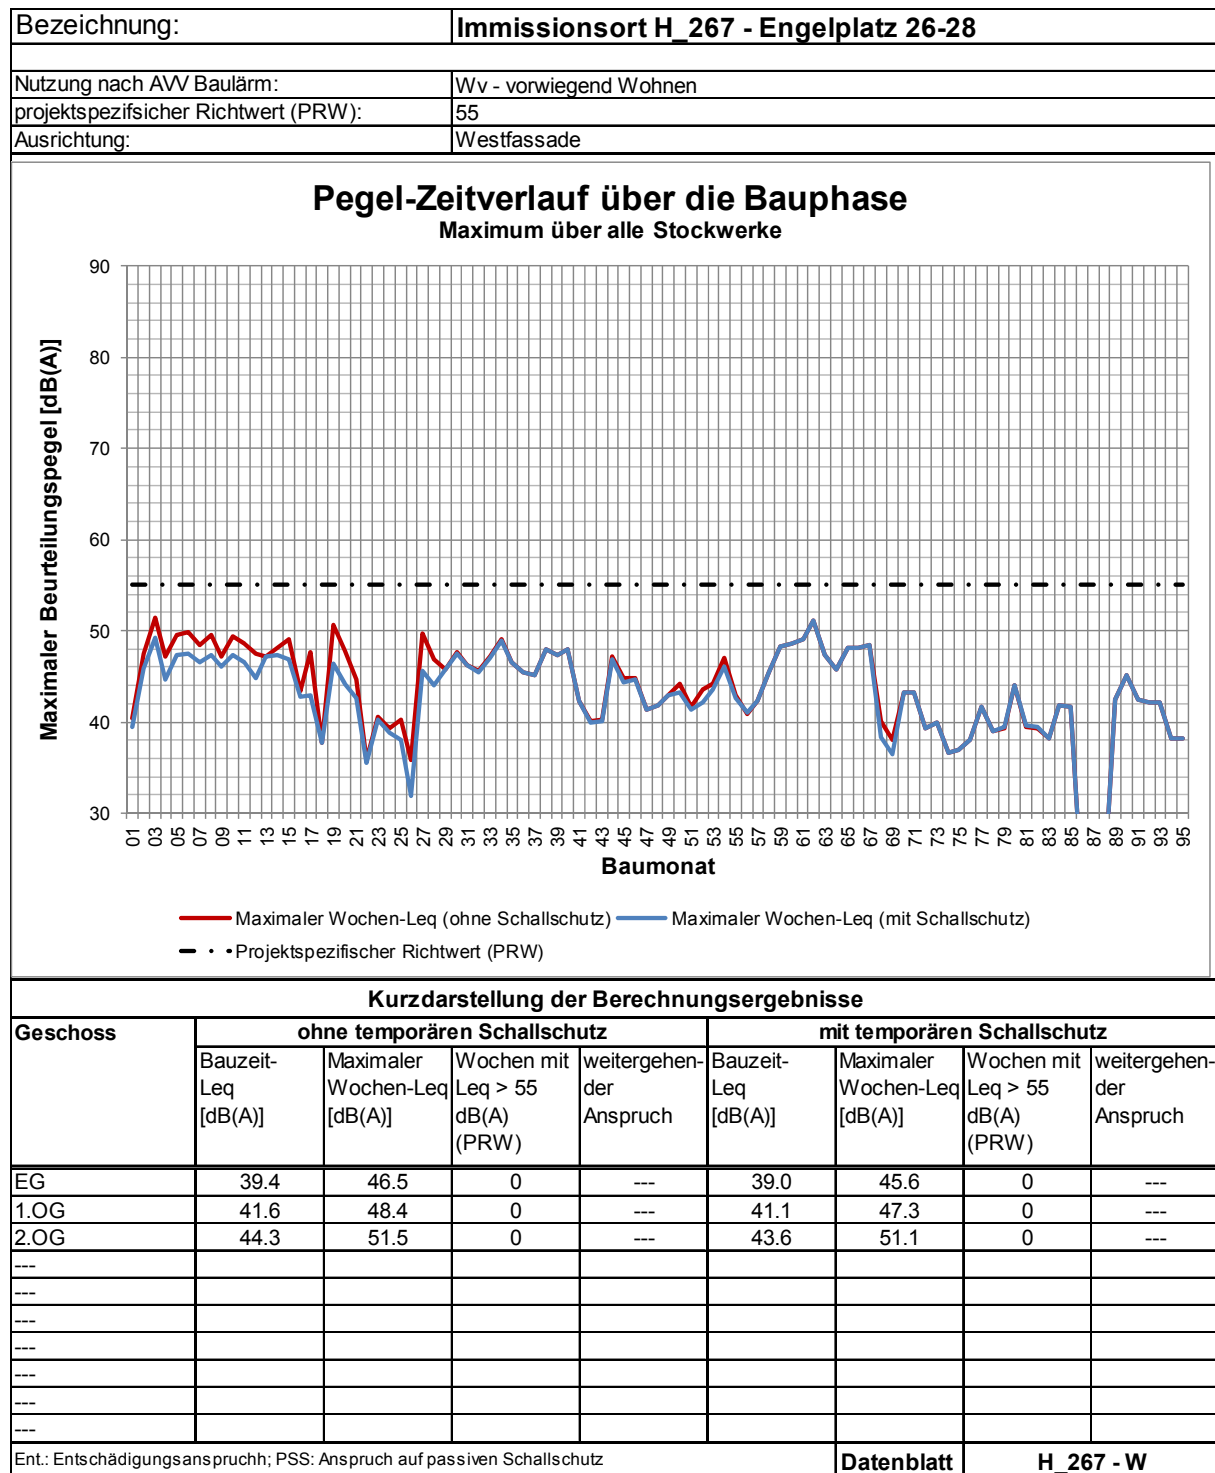 Bezeichnung: Immissionsort H_267 - Engelplatz 26-28
Nutzung nach AVV Baulärm: Wv - vorwiegend Wohnen
projektspezifsicher Richtwert (PRW): 55
Ausrichtung: Westfassade
Pegel-Zeitverlauf über die Bauphase
Maximum über alle Stockwerke
Maximaler Beurteilungspegel [dB(A)]
90
80
70
60
50
40
30
01 03 05 07 09 11 13 15 17 19 21 23 25 27 29 31 33 35 37 39 41 43 45 47 49 51 53 55 57 59 61 63 65 67 69 71 73 75 77 79 81 83 85 87 89 91 93 95
Baumonat
Maximaler Wochen-Leq (ohne Schallschutz) Maximaler Wochen-Leq (mit Schallschutz)
Projektspezifischer Richtwert (PRW)
Kurzdarstellung der Berechnungsergebnisse
Geschoss ohne temporären Schallschutz mit temporären Schallschutz
Bauzeit- Maximaler Wochen mit weitergehen- Bauzeit- Maximaler Wochen mit weitergehen-
Leq Wochen-Leq Leq > 55 der Leq Wochen-Leq Leq > 55 der
[dB(A)] [dB(A)] dB(A) Anspruch [dB(A)] [dB(A)] dB(A) Anspruch
(PRW) (PRW)
EG 39.4 46.5 0 --- 39.0 45.6 0 ---
1.OG 41.6 48.4 0 --- 41.1 47.3 0 ---
2.OG 44.3 51.5 0 --- 43.6 51.1 0 ---
---
---
---
---
---
---
---
Ent.: Entschädigungsanspruchh; PSS: Anspruch auf passiven Schallschutz Datenblatt H_267 - W